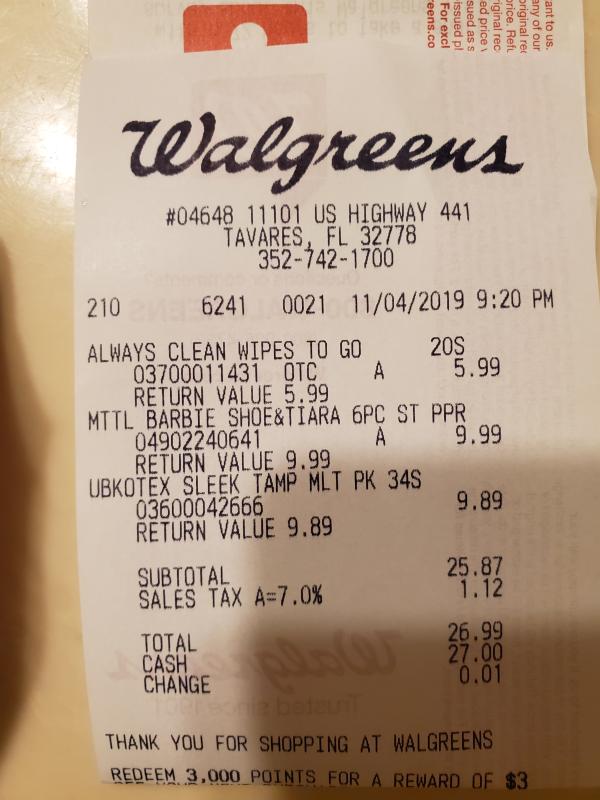 Walgreens
#04648 11101 US HIGHWAY 441
TAVARES, FL 32778
352-742-1700
210 6241 0021 11/04/2019 9:20 PM
ALWAYS CLEAN WIPES TO GO 20S
03700011431 OTC A 5.99
RETURN VALUE 5.99
MTTL BARBIE SHOE&TIARA 6PC ST PPR
04902240641 A 9.99
RETURN VALUE 9.99
UBKOTEX SLEEK TAMP MLT PK 34S
03600042666 9.89
RETURN VALUE 9.89
SUBTOTAL 25.87
SALES TAX A=7.0% 1.12
TOTAL 26.99
CASH 27.00
CHANGE 0.01
THANK YOU FOR SHOPPING AT WALGREENS
REDEEM 3,000 POINTS FOR A REWARD OF $3